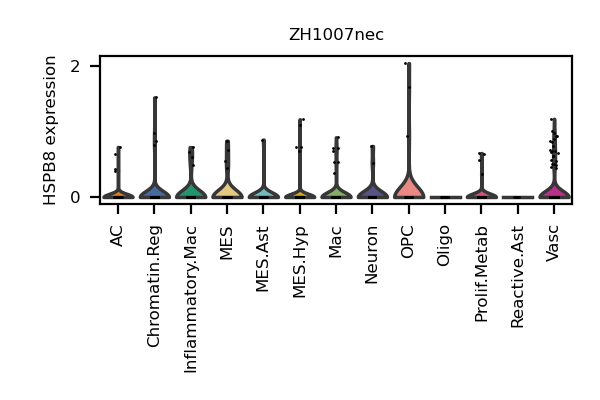 ZH1007nec
HSPB8 expression
2
0
AC
Chromatin.Reg
Inflammatory.Mac
MES
MES.Ast
MES.Hyp
Mac
Neuron
OPC
Oligo
Prolif.Metab
Reactive.Ast
Vasc